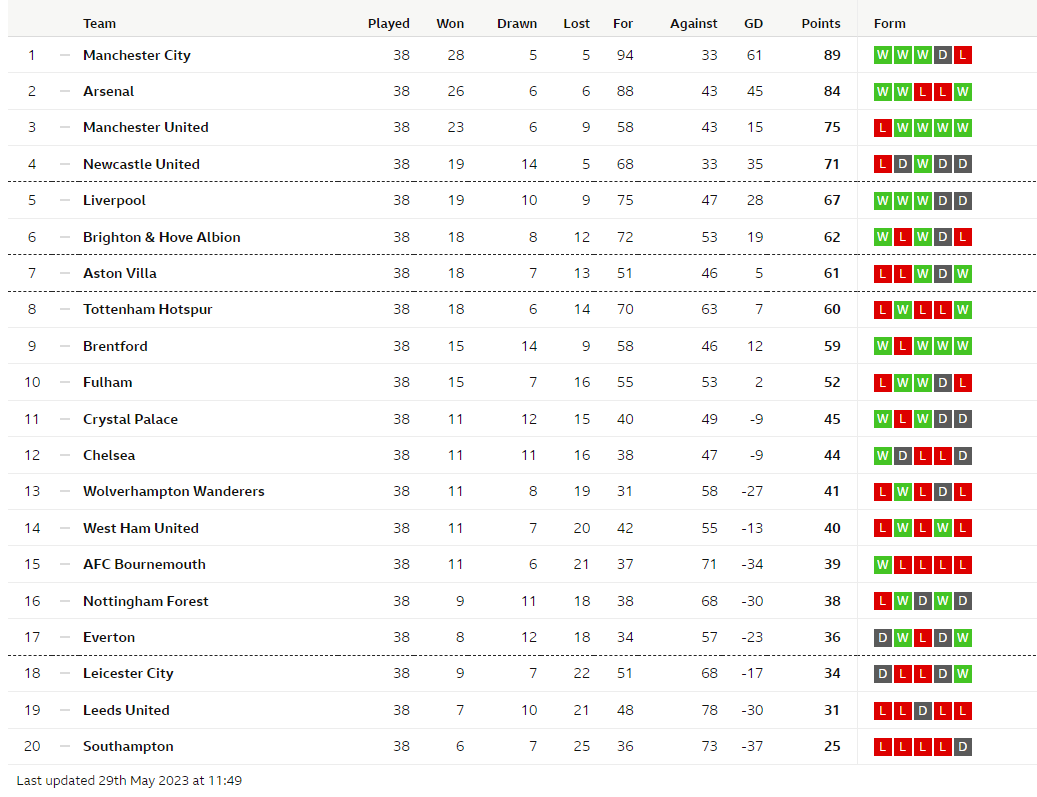 Team Played Won Drawn Lost For Against GD Points Form
1 — Manchester City 38 28 5 5 94 33 61 89 W W W D L
2 — Arsenal 38 26 6 6 88 43 45 84 W W L L W
3 — Manchester United 38 23 6 9 58 43 15 75 L W W W W
4 — Newcastle United 38 19 14 5 68 33 35 71 L D W D D
5 — Liverpool 38 19 10 9 75 47 28 67 W W W D D
6 — Brighton & Hove Albion 38 18 8 12 72 53 19 62 W L W D L
7 — Aston Villa 38 18 7 13 51 46 5 61 L L W D W
8 — Tottenham Hotspur 38 18 6 14 70 63 7 60 L W L L W
9 — Brentford 38 15 14 9 58 46 12 59 W L W W W
10 — Fulham 38 15 7 16 55 53 2 52 L W W D L
11 — Crystal Palace 38 11 12 15 40 49 -9 45 W L W D D
12 — Chelsea 38 11 11 16 38 47 -9 44 W D L L D
13 — Wolverhampton Wanderers 38 11 8 19 31 58 -27 41 L W L D L
14 — West Ham United 38 11 7 20 42 55 -13 40 L W L W L
15 — AFC Bournemouth 38 11 6 21 37 71 -34 39 W L L L L
16 — Nottingham Forest 38 9 11 18 38 68 -30 38 L W D W D
17 — Everton 38 8 12 18 34 57 -23 36 D W L D W
18 — Leicester City 38 9 7 22 51 68 -17 34 D L L D W
19 — Leeds United 38 7 10 21 48 78 -30 31 L L D L L
20 — Southampton 38 6 7 25 36 73 -37 25 L L L L D
Last updated 29th May 2023 at 11:49